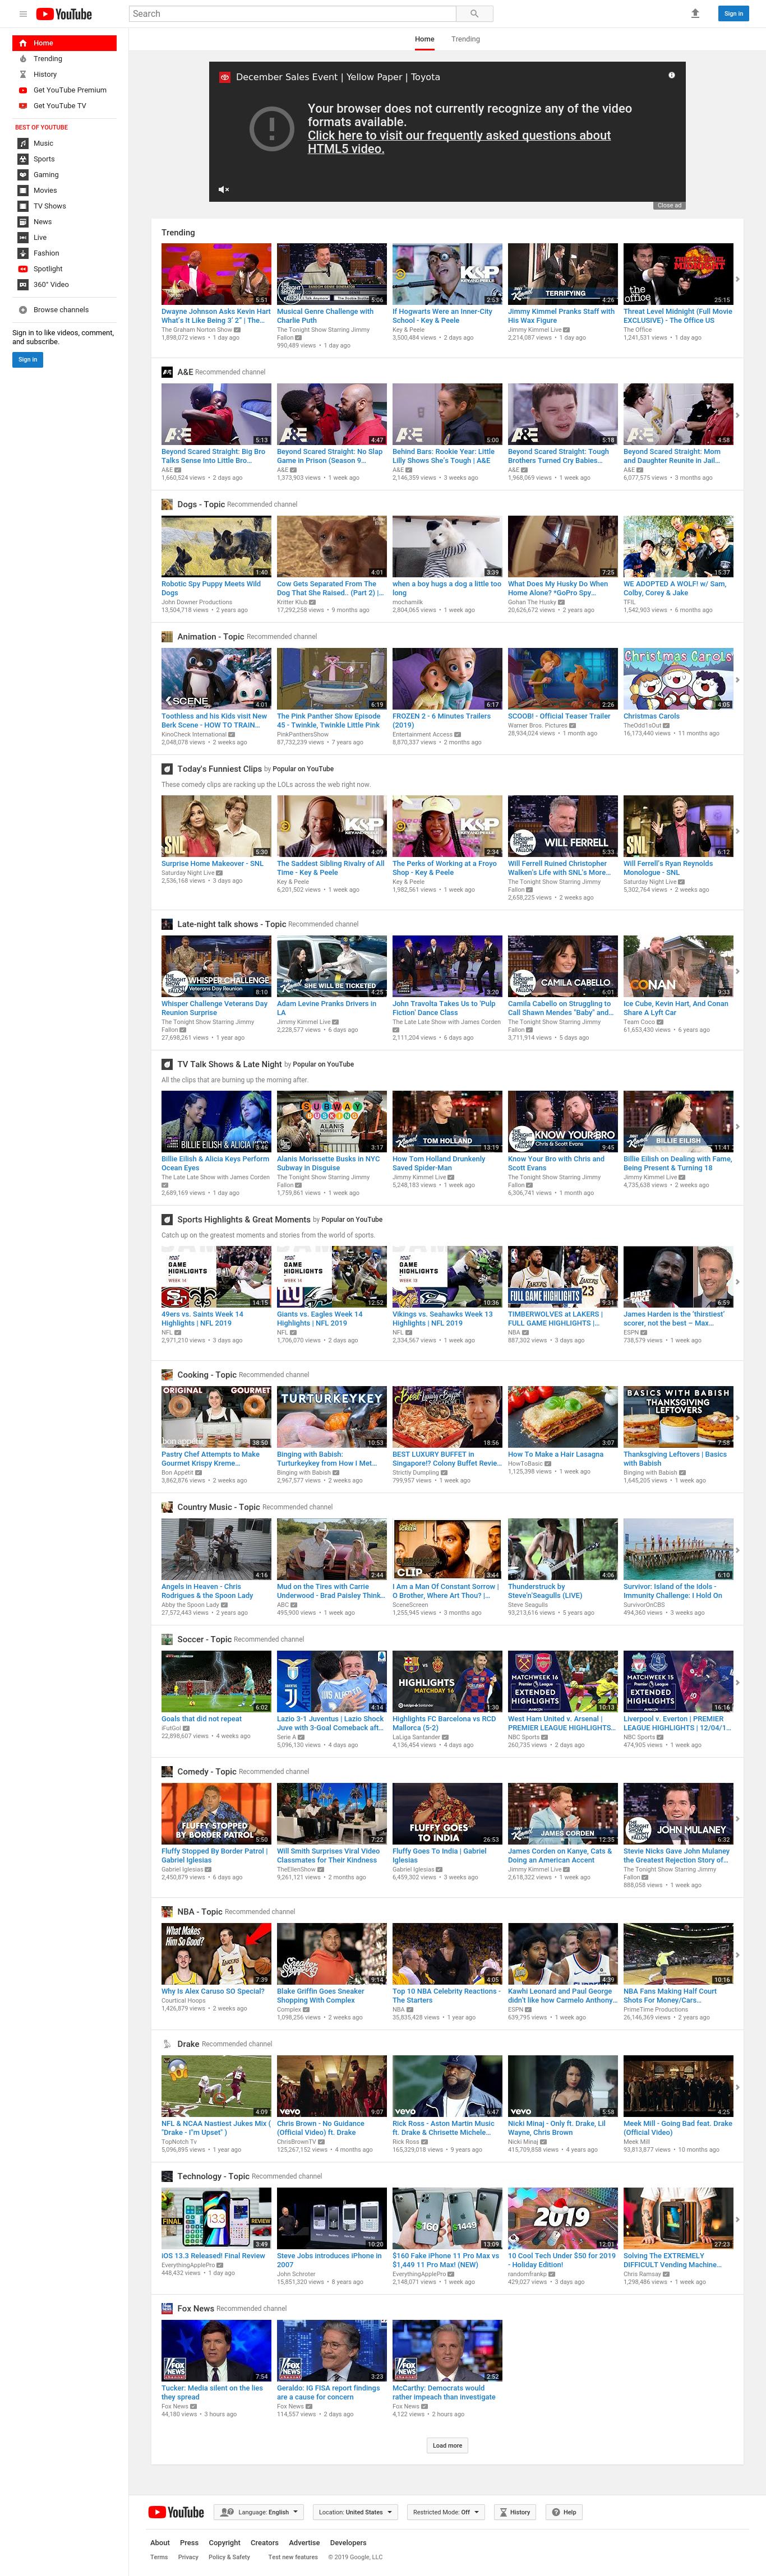 YouTube
Search
Sign in
Home
Trending
Home
Trending
History
Get YouTube Premium
Get YouTube TV
BEST OF YOUTUBE
Music
Sports
Gaming
Movies
TV Shows
News
Live
Fashion
Spotlight
360° Video
Browse channels
Sign in to like videos, comment,
and subscribe.
Sign in
December Sales Event | Yellow Paper | Toyota
Your browser does not currently recognize any of the video
formats available.
Click here to visit our frequently asked questions about
HTML5 video.
Close ad
Trending
Dwayne Johnson Asks Kevin Hart
What's It Like Being 3' 2" | The...
The Graham Norton Show
1,898,072 views • 1 day ago
Musical Genre Challenge with
Charlie Puth
The Tonight Show Starring Jimmy
Fallon
990,489 views • 1 day ago
If Hogwarts Were an Inner-City
School - Key & Peele
Key & Peele
3,500,484 views • 2 days ago
Jimmy Kimmel Pranks Staff with
His Wax Figure
Jimmy Kimmel Live
2,214,087 views • 1 day ago
Threat Level Midnight (Full Movie
EXCLUSIVE) - The Office US
The Office
1,241,531 views • 1 day ago
A&E Recommended channel
Beyond Scared Straight: Big Bro
Talks Sense Into Little Bro...
A&E
1,660,524 views • 2 days ago
Beyond Scared Straight: No Slap
Game in Prison (Season 9...
A&E
1,373,903 views • 1 week ago
Behind Bars: Rookie Year: Little
Lilly Shows She's Tough | A&E
A&E
2,146,359 views • 3 weeks ago
Beyond Scared Straight: Tough
Brothers Turned Cry Babies...
A&E
1,968,069 views • 1 week ago
Beyond Scared Straight: Mom
and Daughter Reunite in Jail...
A&E
6,077,575 views • 3 months ago
Dogs - Topic Recommended channel
Robotic Spy Puppy Meets Wild
Dogs
John Downer Productions
13,504,718 views • 2 years ago
Cow Gets Separated From The
Dog That She Raised.. (Part 2) |...
Kritter Klub
17,292,258 views • 9 months ago
when a boy hugs a dog a little too
long
mochamilk
2,804,065 views • 1 week ago
What Does My Husky Do When
Home Alone? *GoPro Spy...
Gohan The Husky
20,626,672 views • 2 years ago
WE ADOPTED A WOLF! w/ Sam,
Colby, Corey & Jake
TFIL
1,542,903 views • 6 months ago
Animation - Topic Recommended channel
Toothless and his Kids visit New
Berk Scene - HOW TO TRAIN...
KinoCheck International
2,048,078 views • 2 weeks ago
The Pink Panther Show Episode
45 - Twinkle, Twinkle Little Pink
PinkPanthersShow
87,732,239 views • 7 years ago
FROZEN 2 - 6 Minutes Trailers
(2019)
Entertainment Access
8,870,337 views • 2 months ago
SCOOB! - Official Teaser Trailer
Warner Bros. Pictures
28,934,024 views • 1 month ago
Christmas Carols
TheOdd1sOut
16,173,440 views • 11 months ago
Today's Funniest Clips by Popular on YouTube
These comedy clips are racking up the LOLs across the web right now.
Surprise Home Makeover - SNL
Saturday Night Live
2,536,168 views • 3 days ago
The Saddest Sibling Rivalry of All
Time - Key & Peele
Key & Peele
6,201,502 views • 1 week ago
The Perks of Working at a Froyo
Shop - Key & Peele
Key & Peele
1,982,561 views • 1 week ago
Will Ferrell Ruined Christopher
Walken's Life with SNL's More...
The Tonight Show Starring Jimmy
Fallon
2,658,225 views • 2 weeks ago
Will Ferrell's Ryan Reynolds
Monologue - SNL
Saturday Night Live
5,302,764 views • 2 weeks ago
Late-night talk shows - Topic Recommended channel
Whisper Challenge Veterans Day
Reunion Surprise
The Tonight Show Starring Jimmy
Fallon
27,698,261 views • 1 year ago
Adam Levine Pranks Drivers in
LA
Jimmy Kimmel Live
2,228,577 views • 6 days ago
John Travolta Takes Us to 'Pulp
Fiction' Dance Class
The Late Late Show with James Corden
2,111,204 views • 6 days ago
Camila Cabello on Struggling to
Call Shawn Mendes "Baby" and...
The Tonight Show Starring Jimmy
Fallon
3,711,914 views • 5 days ago
Ice Cube, Kevin Hart, And Conan
Share A Lyft Car
Team Coco
61,653,430 views • 6 years ago
TV Talk Shows & Late Night by Popular on YouTube
All the clips that are burning up the morning after.
Billie Eilish & Alicia Keys Perform
Ocean Eyes
The Late Late Show with James Corden
2,689,169 views • 1 day ago
Alanis Morissette Busks in NYC
Subway in Disguise
The Tonight Show Starring Jimmy
Fallon
1,759,861 views • 1 week ago
How Tom Holland Drunkenly
Saved Spider-Man
Jimmy Kimmel Live
5,248,183 views • 1 week ago
Know Your Bro with Chris and
Scott Evans
The Tonight Show Starring Jimmy
Fallon
6,306,741 views • 1 month ago
Billie Eilish on Dealing with Fame,
Being Present & Turning 18
Jimmy Kimmel Live
4,735,638 views • 2 weeks ago
Sports Highlights & Great Moments by Popular on YouTube
Catch up on the greatest moments and stories from the world of sports.
49ers vs. Saints Week 14
Highlights | NFL 2019
NFL
2,971,210 views • 3 days ago
Giants vs. Eagles Week 14
Highlights | NFL 2019
NFL
1,706,070 views • 2 days ago
Vikings vs. Seahawks Week 13
Highlights | NFL 2019
NFL
2,334,567 views • 1 week ago
TIMBERWOLVES at LAKERS |
FULL GAME HIGHLIGHTS |...
NBA
887,302 views • 3 days ago
James Harden is the 'thirstiest'
scorer, not the best – Max...
ESPN
738,579 views • 1 week ago
Cooking - Topic Recommended channel
Pastry Chef Attempts to Make
Gourmet Krispy Kreme...
Bon Appétit
3,862,876 views • 2 weeks ago
Binging with Babish:
Turturkeykey from How I Met...
Binging with Babish
2,967,577 views • 2 weeks ago
BEST LUXURY BUFFET in
Singapore!? Colony Buffet Revie...
Strictly Dumpling
799,957 views • 1 week ago
How To Make a Hair Lasagna
HowToBasic
1,125,398 views • 1 week ago
Thanksgiving Leftovers | Basics
with Babish
Binging with Babish
1,645,205 views • 1 week ago
Country Music - Topic Recommended channel
Angels in Heaven - Chris
Rodrigues & the Spoon Lady
Abby the Spoon Lady
27,572,443 views • 2 years ago
Mud on the Tires with Carrie
Underwood - Brad Paisley Think...
ABC
495,900 views • 1 week ago
I Am a Man Of Constant Sorrow |
O Brother, Where Art Thou? |...
SceneScreen
1,255,945 views • 3 months ago
Thunderstruck by
Steve'n'Seagulls (LIVE)
Steve Seagulls
93,213,616 views • 5 years ago
Survivor: Island of the Idols -
Immunity Challenge: I Hold On
SurvivorOnCBS
494,360 views • 3 weeks ago
Soccer - Topic Recommended channel
Goals that did not repeat
iFutGol
22,898,607 views • 4 weeks ago
Lazio 3-1 Juventus | Lazio Shock
Juve with 3-Goal Comeback aft...
Serie A
5,096,130 views • 4 days ago
Highlights FC Barcelona vs RCD
Mallorca (5-2)
LaLiga Santander
4,136,454 views • 4 days ago
West Ham United v. Arsenal |
PREMIER LEAGUE HIGHLIGHTS...
NBC Sports
260,735 views • 2 days ago
Liverpool v. Everton | PREMIER
LEAGUE HIGHLIGHTS | 12/04/1...
NBC Sports
474,905 views • 1 week ago
Comedy - Topic Recommended channel
Fluffy Stopped By Border Patrol |
Gabriel Iglesias
Gabriel Iglesias
2,450,879 views • 6 days ago
Will Smith Surprises Viral Video
Classmates for Their Kindness
TheEllenShow
9,261,121 views • 2 months ago
Fluffy Goes To India | Gabriel
Iglesias
Gabriel Iglesias
6,459,302 views • 3 weeks ago
James Corden on Kanye, Cats &
Doing an American Accent
Jimmy Kimmel Live
2,618,322 views • 1 week ago
Stevie Nicks Gave John Mulaney
the Greatest Rejection Story of...
The Tonight Show Starring Jimmy
Fallon
888,058 views • 1 week ago
NBA - Topic Recommended channel
Why Is Alex Caruso SO Special?
Courtical Hoops
1,426,879 views • 2 weeks ago
Blake Griffin Goes Sneaker
Shopping With Complex
Complex
1,098,256 views • 2 weeks ago
Top 10 NBA Celebrity Reactions -
The Starters
NBA
35,835,428 views • 1 year ago
Kawhi Leonard and Paul George
didn't like how Carmelo Anthony...
ESPN
639,795 views • 1 week ago
NBA Fans Making Half Court
Shots For Money/Cars...
PrimeTime Productions
26,146,369 views • 2 years ago
Drake Recommended channel
NFL & NCAA Nastiest Jukes Mix (
"Drake - I"m Upset" )
TopNotch Tv
5,096,895 views • 1 year ago
Chris Brown - No Guidance
(Official Video) ft. Drake
ChrisBrownTV
125,267,152 views • 4 months ago
Rick Ross - Aston Martin Music
ft. Drake & Chrisette Michele...
Rick Ross
165,329,018 views • 9 years ago
Nicki Minaj - Only ft. Drake, Lil
Wayne, Chris Brown
Nicki Minaj
415,709,858 views • 4 years ago
Meek Mill - Going Bad feat. Drake
(Official Video)
Meek Mill
93,813,877 views • 10 months ago
Technology - Topic Recommended channel
iOS 13.3 Released! Final Review
EverythingApplePro
448,432 views • 1 day ago
Steve Jobs introduces iPhone in
2007
John Schroter
15,851,320 views • 8 years ago
$160 Fake iPhone 11 Pro Max vs
$1,449 11 Pro Max! (NEW)
EverythingApplePro
2,148,071 views • 1 week ago
10 Cool Tech Under $50 for 2019
- Holiday Edition!
randomfrankp
429,027 views • 3 days ago
Solving The EXTREMELY
DIFFICULT Vending Machine...
Chris Ramsay
1,298,486 views • 1 week ago
Fox News Recommended channel
Tucker: Media silent on the lies
they spread
Fox News
44,180 views • 3 hours ago
Geraldo: IG FISA report findings
are a cause for concern
Fox News
114,557 views • 2 days ago
McCarthy: Democrats would
rather impeach than investigate
Fox News
4,122 views • 2 hours ago
Load more
YouTube
Language: English
Location: United States
Restricted Mode: Off
History
Help
About Press Copyright Creators Advertise Developers
Terms Privacy Policy & Safety Test new features © 2019 Google, LLC